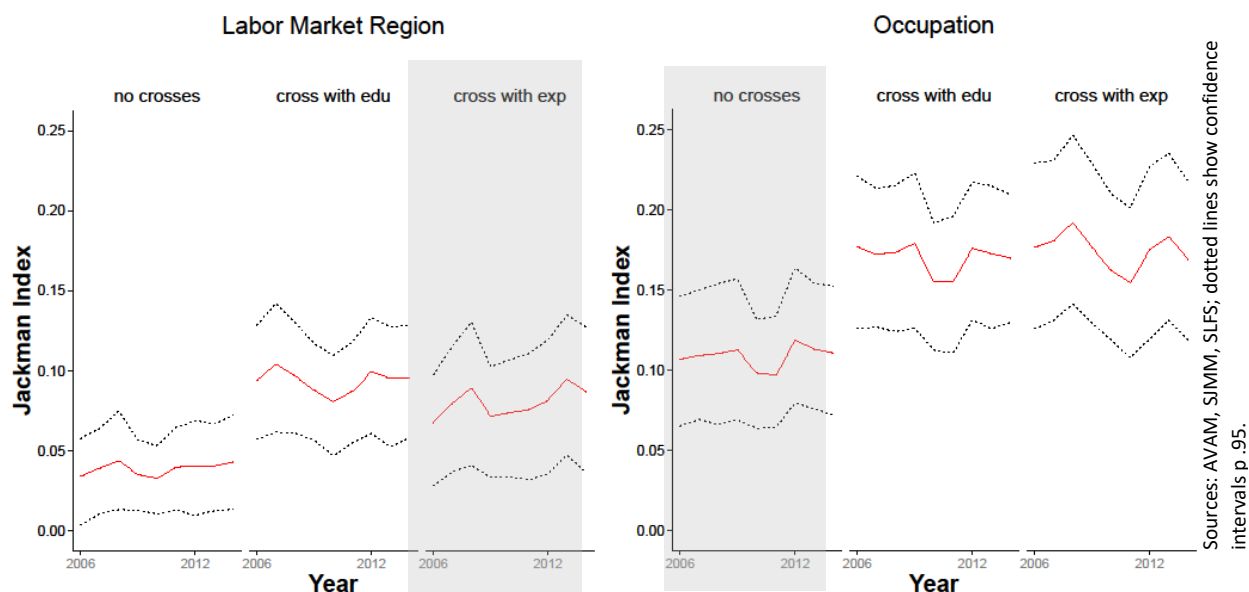 Labor Market Region
no crosses
cross with edu
cross with exp
Jackman Index
0.25
0.20
0.15
0.10
0.05
0.00
2006
2012
2006
2012
2006
2012
Year
Occupation
no crosses
cross with edu
cross with exp
Jackman Index
0.25
0.20
0.15
0.10
0.05
0.00
2006
2012
2006
2012
2006
2012
Year
Sources: AVAM, SJMM, SLFS; dotted lines show confidence
intervals p .95.